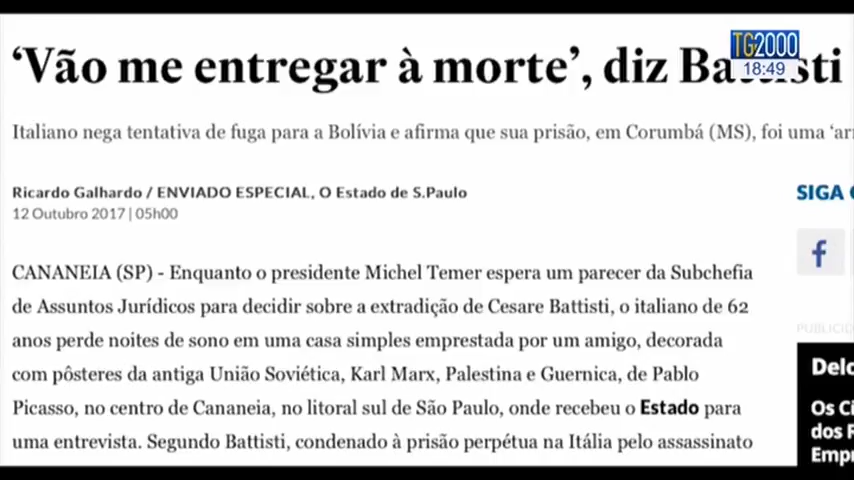 TG2000
18:49
‘Vão me entregar à morte’, diz Battisti
Italiano nega tentativa de fuga para a Bolívia e afirma que sua prisão, em Corumbá (MS), foi uma
Ricardo Galhardo / ENVIADO ESPECIAL, O Estado de S.Paulo
12 Outubro 2017 | 05h00
SIGA
CANANEIA (SP) - Enquanto o presidente Michel Temer espera um parecer da Subchefia
de Assuntos Jurídicos para decidir sobre a extradição de Cesare Battisti, o italiano de 62
anos perde noites de sono em uma casa simples emprestada por um amigo, decorada
com pôsteres da antiga União Soviética, Karl Marx, Palestina e Guernica, de Pablo
Picasso, no centro de Cananeia, no litoral sul de São Paulo, onde recebeu o Estado para
uma entrevista. Segundo Battisti, condenado à prisão perpétua na Itália pelo assassinato
f
PUBLICID
Delc
Os Ci
dos F
Empr